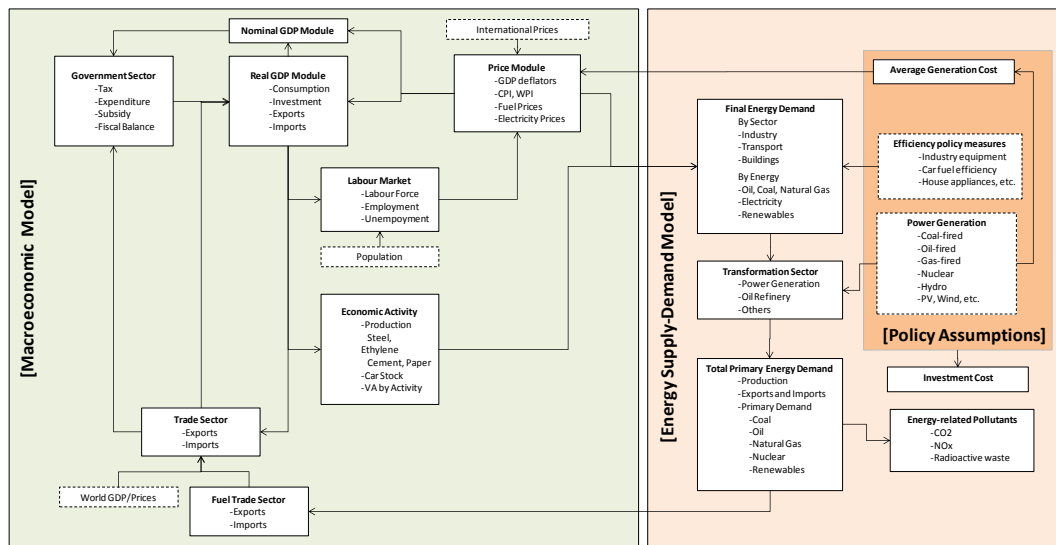 [Macroeconomic Model]
Nominal GDP Module
International Prices
Government Sector
-Tax
-Expenditure
-Subsidy
-Fiscal Balance
Real GDP Module
-Consumption
-Investment
-Exports
-Imports
Price Module
-GDP deflators
-CPI, WPI
-Fuel Prices
-Electricity Prices
Labour Market
-Labour Force
-Employment
-Unempoyment
Population
Economic Activity
-Production
Steel,
Ethylene
Cement, Paper
-Car Stock
-VA by Activity
Trade Sector
-Exports
-Imports
World GDP/Prices
Fuel Trade Sector
-Exports
-Imports
[Energy Supply-Demand Model]
Final Energy Demand
By Sector
-Industry
-Transport
-Buildings
By Energy
-Oil, Coal, Natural Gas
-Electricity
-Renewables
Transformation Sector
-Power Generation
-Oil Refinery
-Others
Total Primary Energy Demand
-Production
-Exports and Imports
-Primary Demand
-Coal
-Oil
-Natural Gas
-Nuclear
-Renewables
Average Generation Cost
Efficiency policy measures
-Industry equipment
-Car fuel efficiency
-House appliances, etc.
Power Generation
-Coal-fired
-Oil-fired
-Gas-fired
-Nuclear
-Hydro
-PV, Wind, etc.
[Policy Assumptions]
Investment Cost
Energy-related Pollutants
-CO2
-NOx
-Radioactive waste